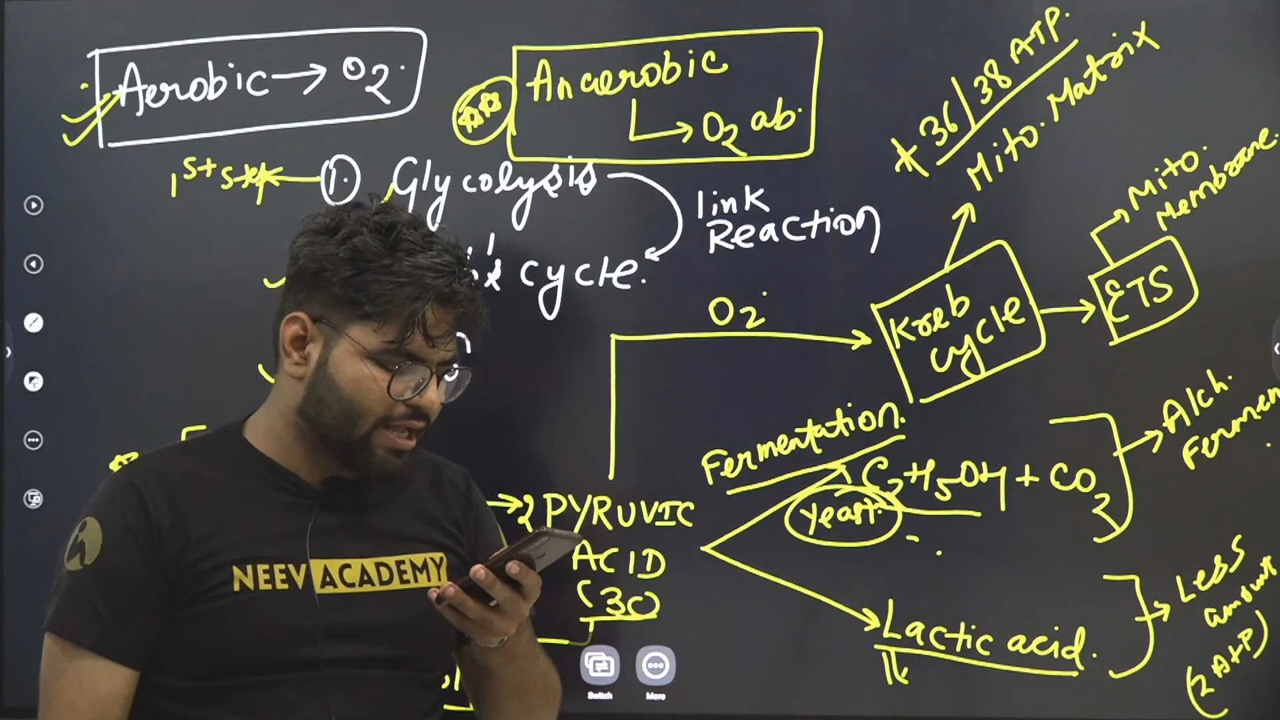 Aerobic → O2.
Anaerobic
↳ O2 ab.
1st step ← 1. Glycolysis
link
Reaction
cycle.
* 36/38 ATP.
Mito. Matrix
Mito.
Membrane.
O2
Kreb
cycle
→ ETS
Fermentation.
C2H5OH + CO2
Alch.
Fermen
yeast.
→ 2 PYRUVIC
ACID
(3C)
Lactic acid.
Less
amount
(2 ATP)
NEEV ACADEMY
Switch
More